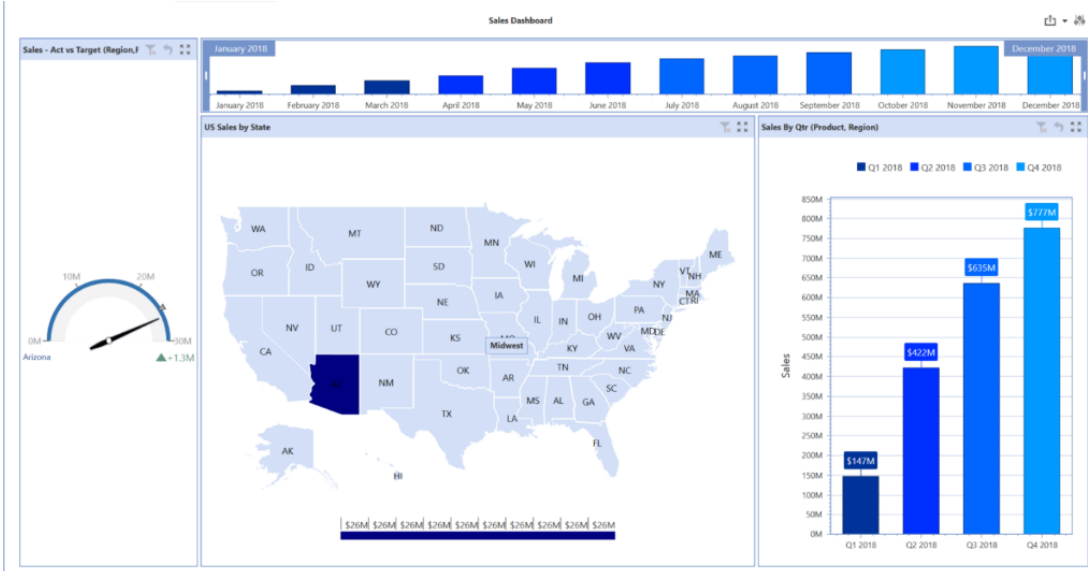 Sales Dashboard
Sales - Act vs Target (Region,F
January 2018
December 2018
January 2018 February 2018 March 2018 April 2018 May 2018 June 2018 July 2018 August 2018 September 2018 October 2018 November 2018 December 2018
US Sales by State
Sales By Qtr (Product, Region)
0M
10M
20M
30M
Arizona
+1.3M
WA
MT
ND
MN
ME
OR
ID
SD
WI
MI
VT
NH
WY
NY
MA
CT RI
NE
IA
PA
NJ
NV
UT
CO
IL
IN
OH
MD
DE
KS
WV
VA
CA
Midwest
KY
OK
TN
NC
AZ
NM
AR
SC
TX
MS
AL
GA
LA
FL
AK
HI
$26M $26M $26M $26M $26M $26M $26M $26M $26M $26M
Q1 2018 Q2 2018 Q3 2018 Q4 2018
Sales
850M
800M
750M
700M
650M
600M
550M
500M
450M
400M
350M
300M
250M
200M
150M
100M
50M
0M
$147M
$422M
$635M
$777M
Q1 2018 Q2 2018 Q3 2018 Q4 2018